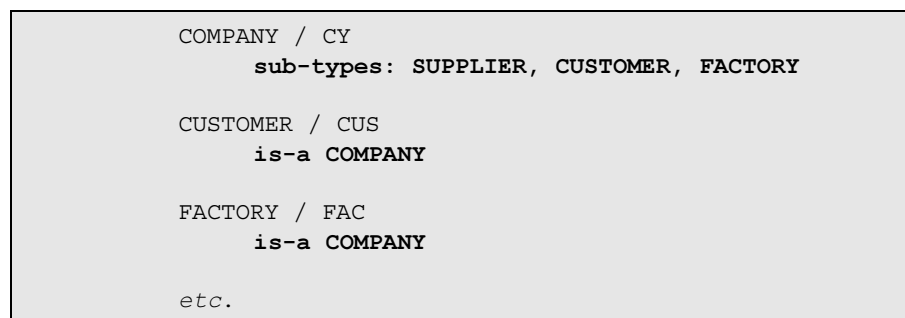 COMPANY / CY
sub-types: SUPPLIER, CUSTOMER, FACTORY
CUSTOMER / CUS
is-a COMPANY
FACTORY / FAC
is-a COMPANY
etc.